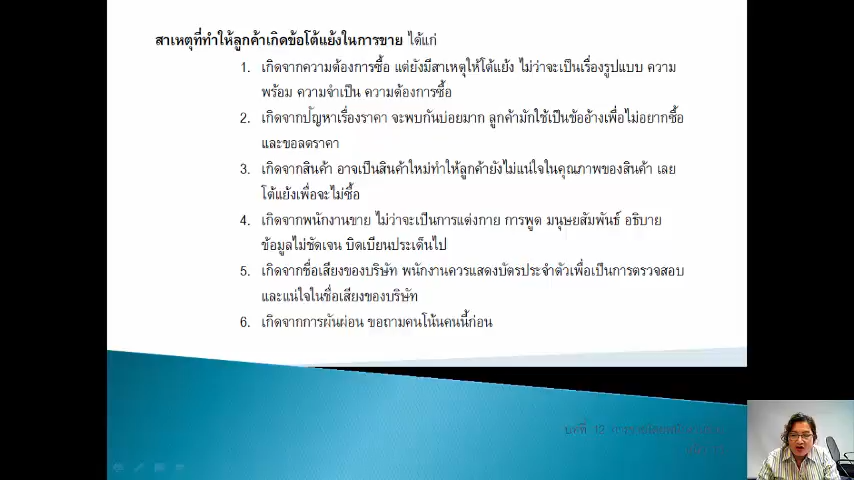 สาเหตุที่ทำให้ลูกค้าเกิดข้อโต้แย้งในการขาย ได้แก่
1. เกิดจากความต้องการซื้อ แต่ยังมีสาเหตุให้โต้แย้ง ไม่ว่าจะเป็นเรื่องรูปแบบ ความ
พร้อม ความจำเป็น ความต้องการซื้อ
2. เกิดจากปัญหาเรื่องราคา จะพบกันบ่อยมาก ลูกค้ามักใช้เป็นข้ออ้างเพื่อไม่อยากซื้อ
และขอลดราคา
3. เกิดจากสินค้า อาจเป็นสินค้าใหม่ทำให้ลูกค้ายังไม่แน่ใจในคุณภาพของสินค้า เลย
โต้แย้งเพื่อจะไม่ซื้อ
4. เกิดจากพนักงานขาย ไม่ว่าจะเป็นการแต่งกาย การพูด มนุษยสัมพันธ์ อธิบาย
ข้อมูลไม่ชัดเจน บิดเบียนประเด็นไป
5. เกิดจากชื่อเสียงของบริษัท พนักงานควรแสดงบัตรประจำตัวเพื่อเป็นการตรวจสอบ
และแน่ใจในชื่อเสียงของบริษัท
6. เกิดจากการผันผ่อน ขอถามคนโน้นคนนี้ก่อน
บทที่ 12